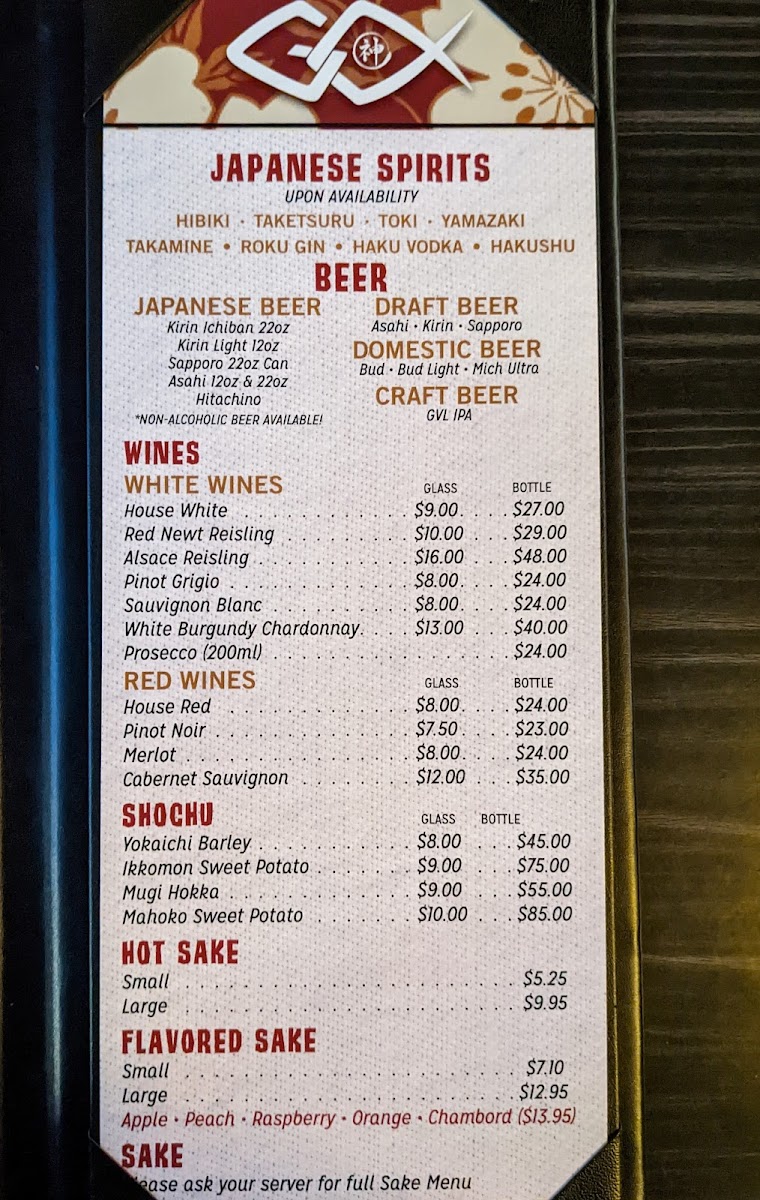 神
JAPANESE SPIRITS
UPON AVAILABILITY
HIBIKI · TAKETSURU · TOKI · YAMAZAKI
TAKAMINE • ROKU GIN • HAKU VODKA • HAKUSHU
BEER
JAPANESE BEER
Kirin Ichiban 22oz
Kirin Light 12oz
Sapporo 22oz Can
Asahi 12oz & 22oz
Hitachino
*NON-ALCOHOLIC BEER AVAILABLE!
DRAFT BEER
Asahi • Kirin • Sapporo
DOMESTIC BEER
Bud • Bud Light • Mich Ultra
CRAFT BEER
GVL IPA
WINES
WHITE WINES GLASS BOTTLE
House White $9.00 $27.00
Red Newt Reisling $10.00 $29.00
Alsace Reisling $16.00 $48.00
Pinot Grigio $8.00 $24.00
Sauvignon Blanc $8.00 $24.00
White Burgundy Chardonnay $13.00 $40.00
Prosecco (200ml) $24.00
RED WINES GLASS BOTTLE
House Red $8.00 $24.00
Pinot Noir $7.50 $23.00
Merlot $8.00 $24.00
Cabernet Sauvignon $12.00 $35.00
SHOCHU GLASS BOTTLE
Yokaichi Barley $8.00 $45.00
Ikkomon Sweet Potato $9.00 $75.00
Mugi Hokka $9.00 $55.00
Mahoko Sweet Potato $10.00 $85.00
HOT SAKE
Small $5.25
Large $9.95
FLAVORED SAKE
Small $7.10
Large $12.95
Apple • Peach • Raspberry • Orange • Chambord ($13.95)
SAKE
ease ask your server for full Sake Menu